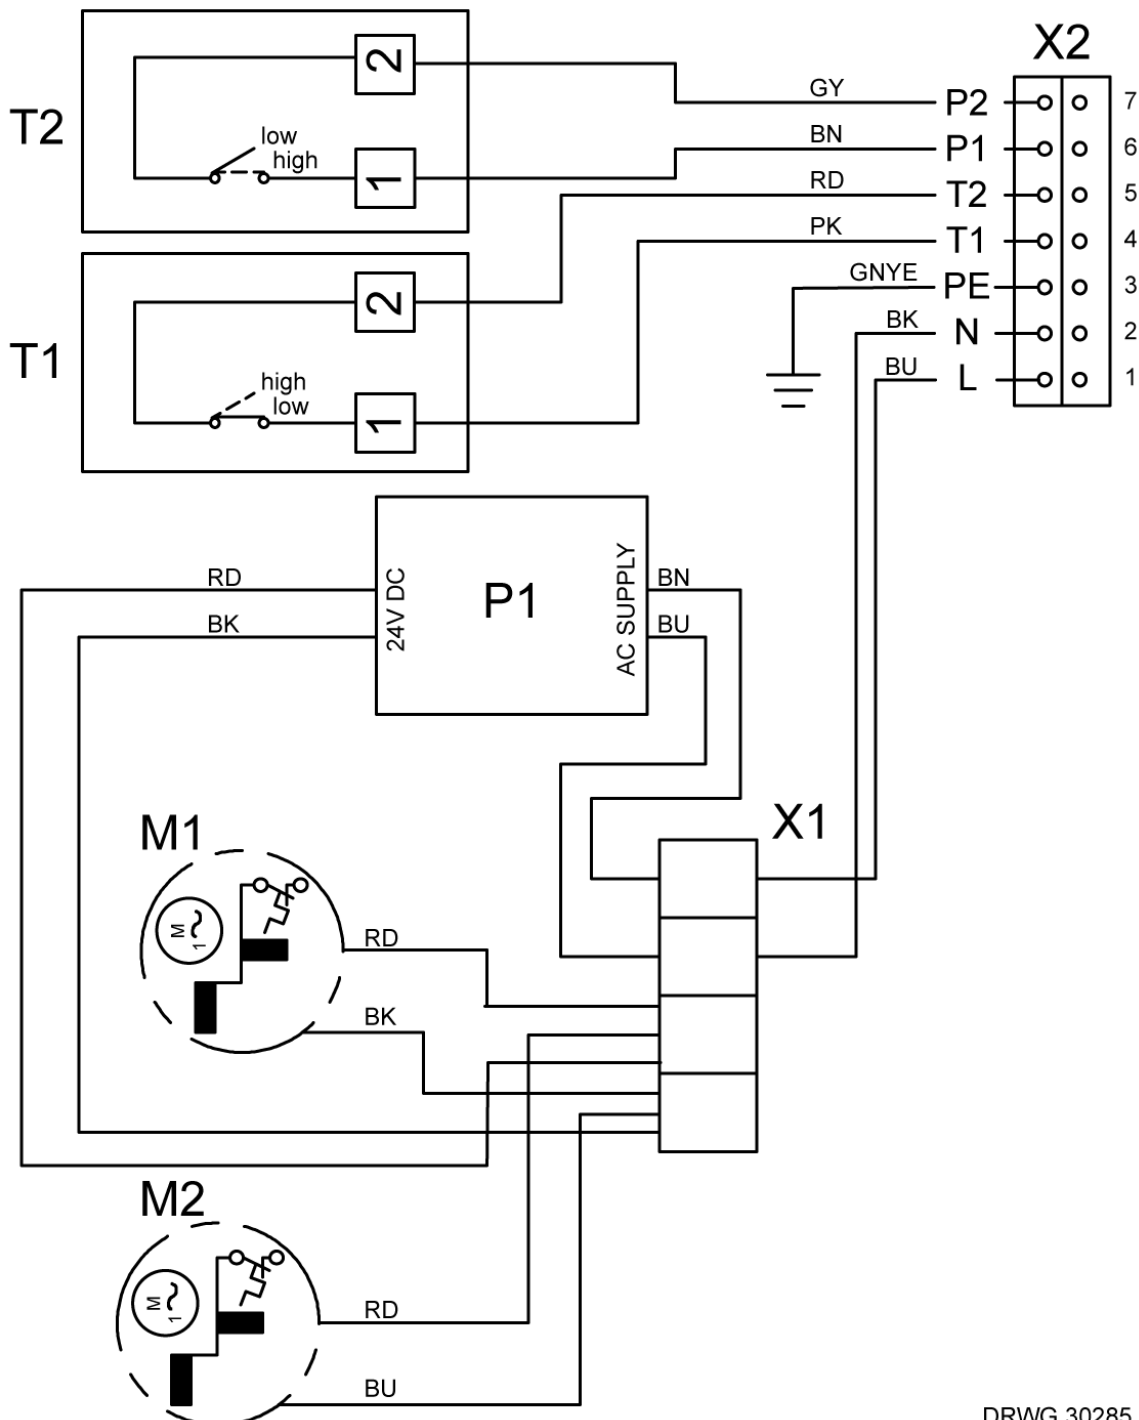 X2
T2
2
low
high
1
GY P2 7
BN P1 6
RD T2 5
PK T1 4
GNYE PE 3
BK N 2
BU L 1
T1
2
high
low
1
RD
BK
24V DC
P1
AC SUPPLY
BN
BU
X1
M1
M
1
RD
BK
M2
M
1
RD
BU
DRWG 30285